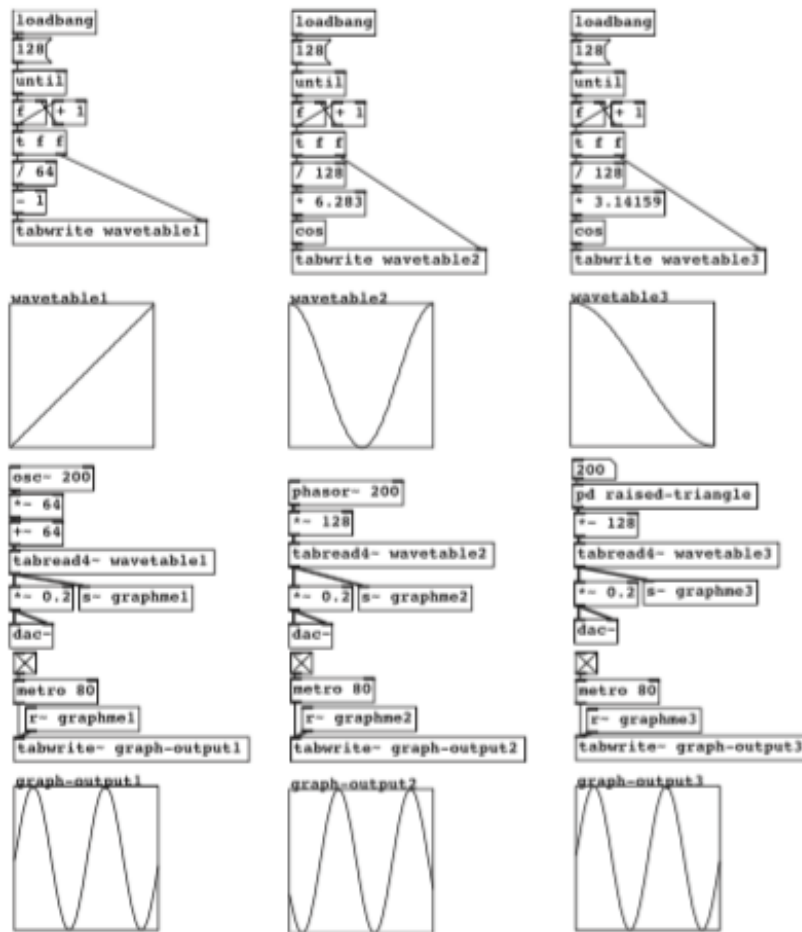 loadbang
128
until
f + 1
t f f
/ 64
- 1
tabwrite wavetable1
wavetable1
osc~ 200
*~ 64
+~ 64
tabread4~ wavetable1
*~ 0.2 s~ graphme1
dac~
metro 80
r~ graphme1
tabwrite~ graph-output1
graph-output1
loadbang
128
until
f + 1
t f f
/ 128
* 6.283
cos
tabwrite wavetable2
wavetable2
phasor~ 200
*~ 128
tabread4~ wavetable2
*~ 0.2 s~ graphme2
dac~
metro 80
r~ graphme2
tabwrite~ graph-output2
graph-output2
loadbang
128
until
f + 1
t f f
/ 128
* 3.14159
cos
tabwrite wavetable3
wavetable3
200
pd raised-triangle
*~ 128
tabread4~ wavetable3
*~ 0.2 s~ graphme3
dac~
metro 80
r~ graphme3
tabwrite~ graph-output3
graph-output3